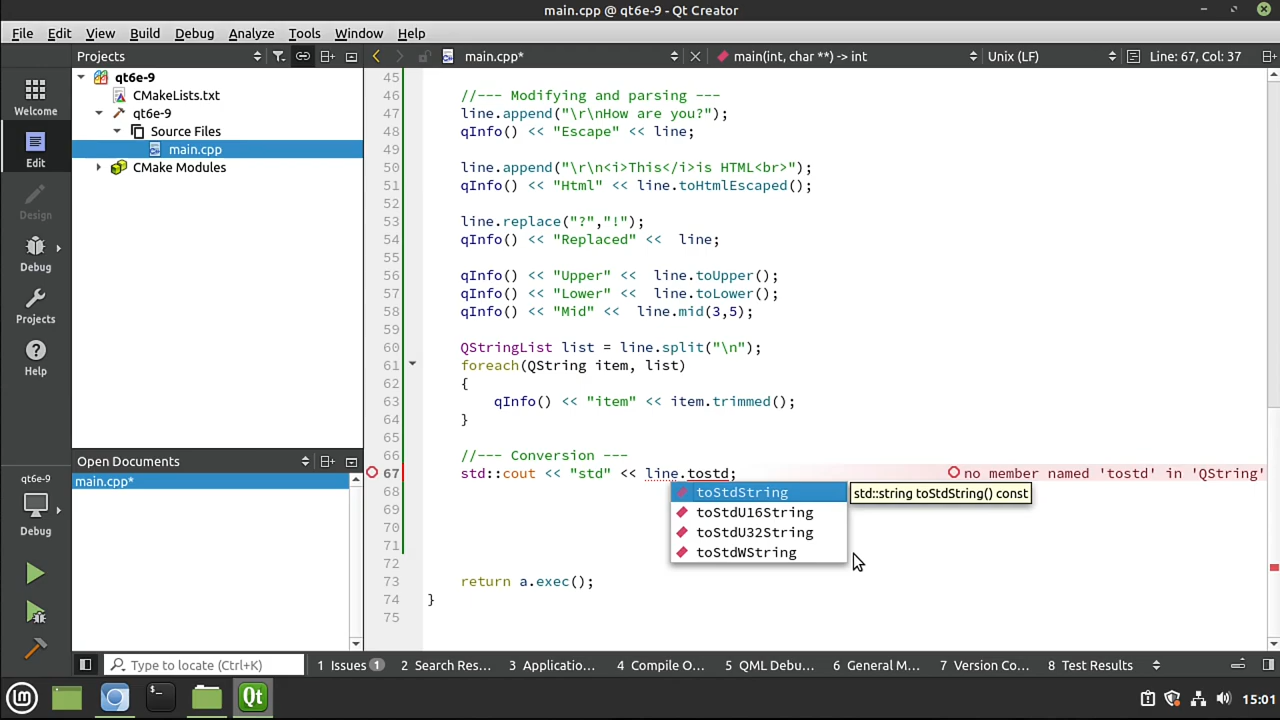 main.cpp @ qt6e-9 - Qt Creator
File Edit View Build Debug Analyze Tools Window Help
Projects
main.cpp*
main(int, char **) -> int
Unix (LF)
Line: 67, Col: 37
Welcome
Edit
Design
Debug
Projects
Help
qt6e-9
CMakeLists.txt
qt6e-9
Source Files
main.cpp
CMake Modules
Open Documents
main.cpp*
qt6e-9
Debug
45
46 //--- Modifying and parsing ---
47 line.append("\r\nHow are you?");
48 qInfo() << "Escape" << line;
49
50 line.append("\r\n<i>This</i>is HTML<br>");
51 qInfo() << "Html" << line.toHtmlEscaped();
52
53 line.replace("?","!");
54 qInfo() << "Replaced" <<  line;
55
56 qInfo() << "Upper" <<  line.toUpper();
57 qInfo() << "Lower" <<  line.toLower();
58 qInfo() << "Mid" <<  line.mid(3,5);
59
60 QStringList list = line.split("\n");
61 foreach(QString item, list)
62 {
63 qInfo() << "item" << item.trimmed();
64 }
65
66 //--- Conversion ---
67 std::cout << "std" << line.tostd; no member named 'tostd' in 'QString'
68
69
70
71
72
73 return a.exec();
74 }
75
toStdString
toStdU16String
toStdU32String
toStdWString
std::string toStdString() const
Type to locate (Ctrl+K)
1 Issues 1
2 Search Res...
3 Applicatio...
4 Compile O...
5 QML Debu...
6 General M...
7 Version Co...
8 Test Results
Qt
15:01